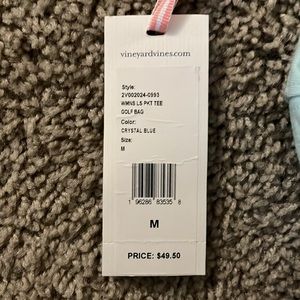 vineyardvines.com
Style:
2V002024-0993
WMNS LS PKT TEE
GOLF BAG
Color:
CRYSTAL BLUE
Size:
M
1 96286 83535 8
M
PRICE: $49.50